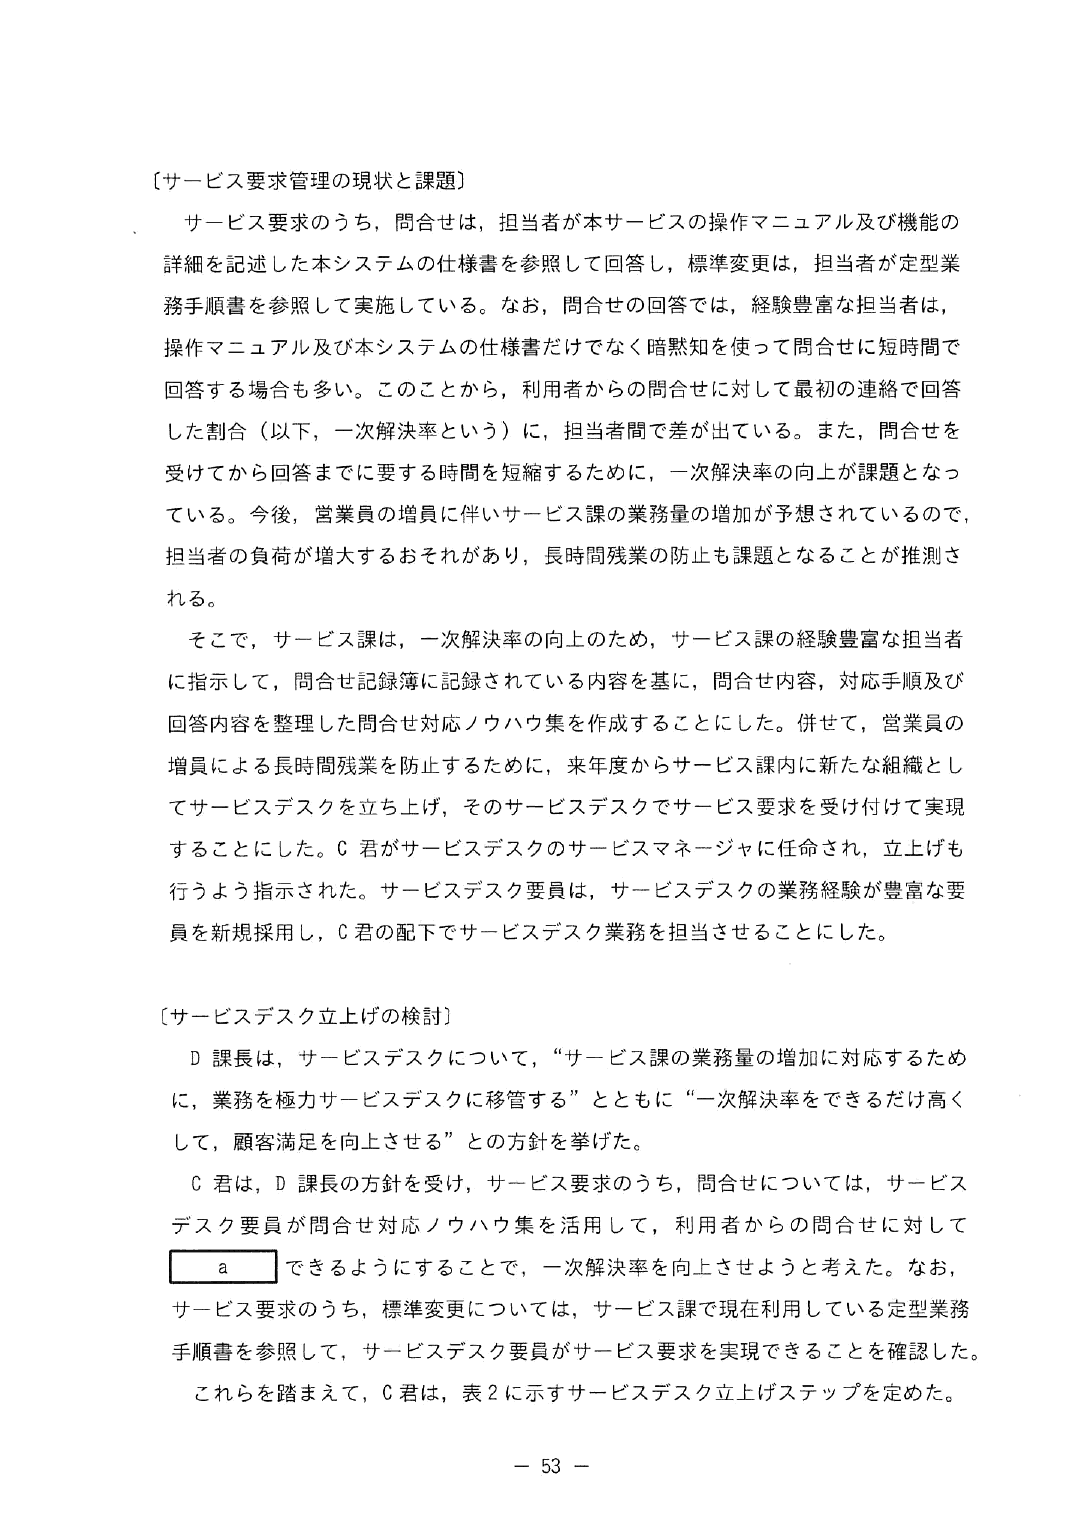 〔サービス要求管理の現状と課題〕
サービス要求のうち，問合せは，担当者が本サービスの操作マニュアル及び機能の
詳細を記述した本システムの仕様書を参照して回答し，標準変更は，担当者が定型業
務手順書を参照して実施している。なお，問合せの回答では，経験豊富な担当者は，
操作マニュアル及び本システムの仕様書だけでなく暗黙知を使って問合せに短時間で
回答する場合も多い。このことから，利用者からの問合せに対して最初の連絡で回答
した割合（以下，一次解決率という）に，担当者間で差が出ている。また，問合せを
受けてから回答までに要する時間を短縮するために，一次解決率の向上が課題となっ
ている。今後，営業員の増員に伴いサービス課の業務量の増加が予想されているので，
担当者の負荷が増大するおそれがあり，長時間残業の防止も課題となることが推測さ
れる。
そこで，サービス課は，一次解決率の向上のため，サービス課の経験豊富な担当者
に指示して，問合せ記録簿に記録されている内容を基に，問合せ内容，対応手順及び
回答内容を整理した問合せ対応ノウハウ集を作成することにした。併せて，営業員の
増員による長時間残業を防止するために，来年度からサービス課内に新たな組織とし
てサービスデスクを立ち上げ，そのサービスデスクでサービス要求を受け付けて実現
することにした。C 君がサービスデスクのサービスマネージャに任命され，立上げも
行うよう指示された。サービスデスク要員は，サービスデスクの業務経験が豊富な要
員を新規採用し，C 君の配下でサービスデスク業務を担当させることにした。
〔サービスデスク立上げの検討〕
D 課長は，サービスデスクについて，“サービス課の業務量の増加に対応するため
に，業務を極力サービスデスクに移管する”とともに“一次解決率をできるだけ高く
して，顧客満足を向上させる”との方針を挙げた。
C 君は，D 課長の方針を受け，サービス要求のうち，問合せについては，サービス
デスク要員が問合せ対応ノウハウ集を活用して，利用者からの問合せに対して
a できるようにすることで，一次解決率を向上させようと考えた。なお，
サービス要求のうち，標準変更については，サービス課で現在利用している定型業務
手順書を参照して，サービスデスク要員がサービス要求を実現できることを確認した。
これらを踏まえて，C 君は，表 2 に示すサービスデスク立上げステップを定めた。
－ 53 －